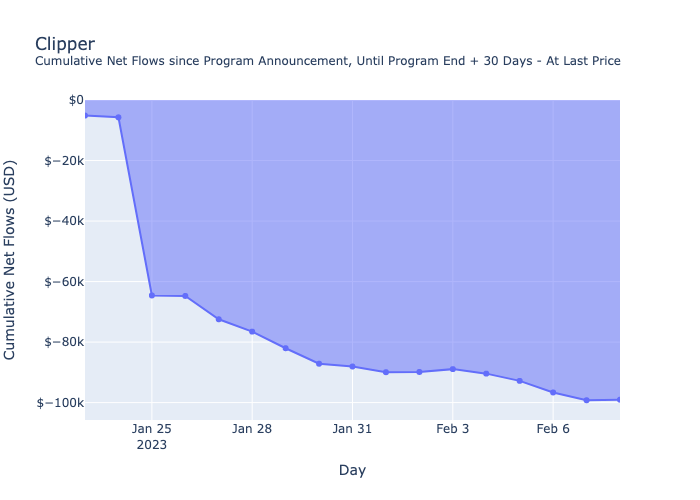 Clipper
Cumulative Net Flows since Program Announcement, Until Program End + 30 Days - At Last Price
Cumulative Net Flows (USD)
$0
$−20k
$−40k
$−60k
$−80k
$−100k
Jan 25
2023
Jan 28
Jan 31
Feb 3
Feb 6
Day